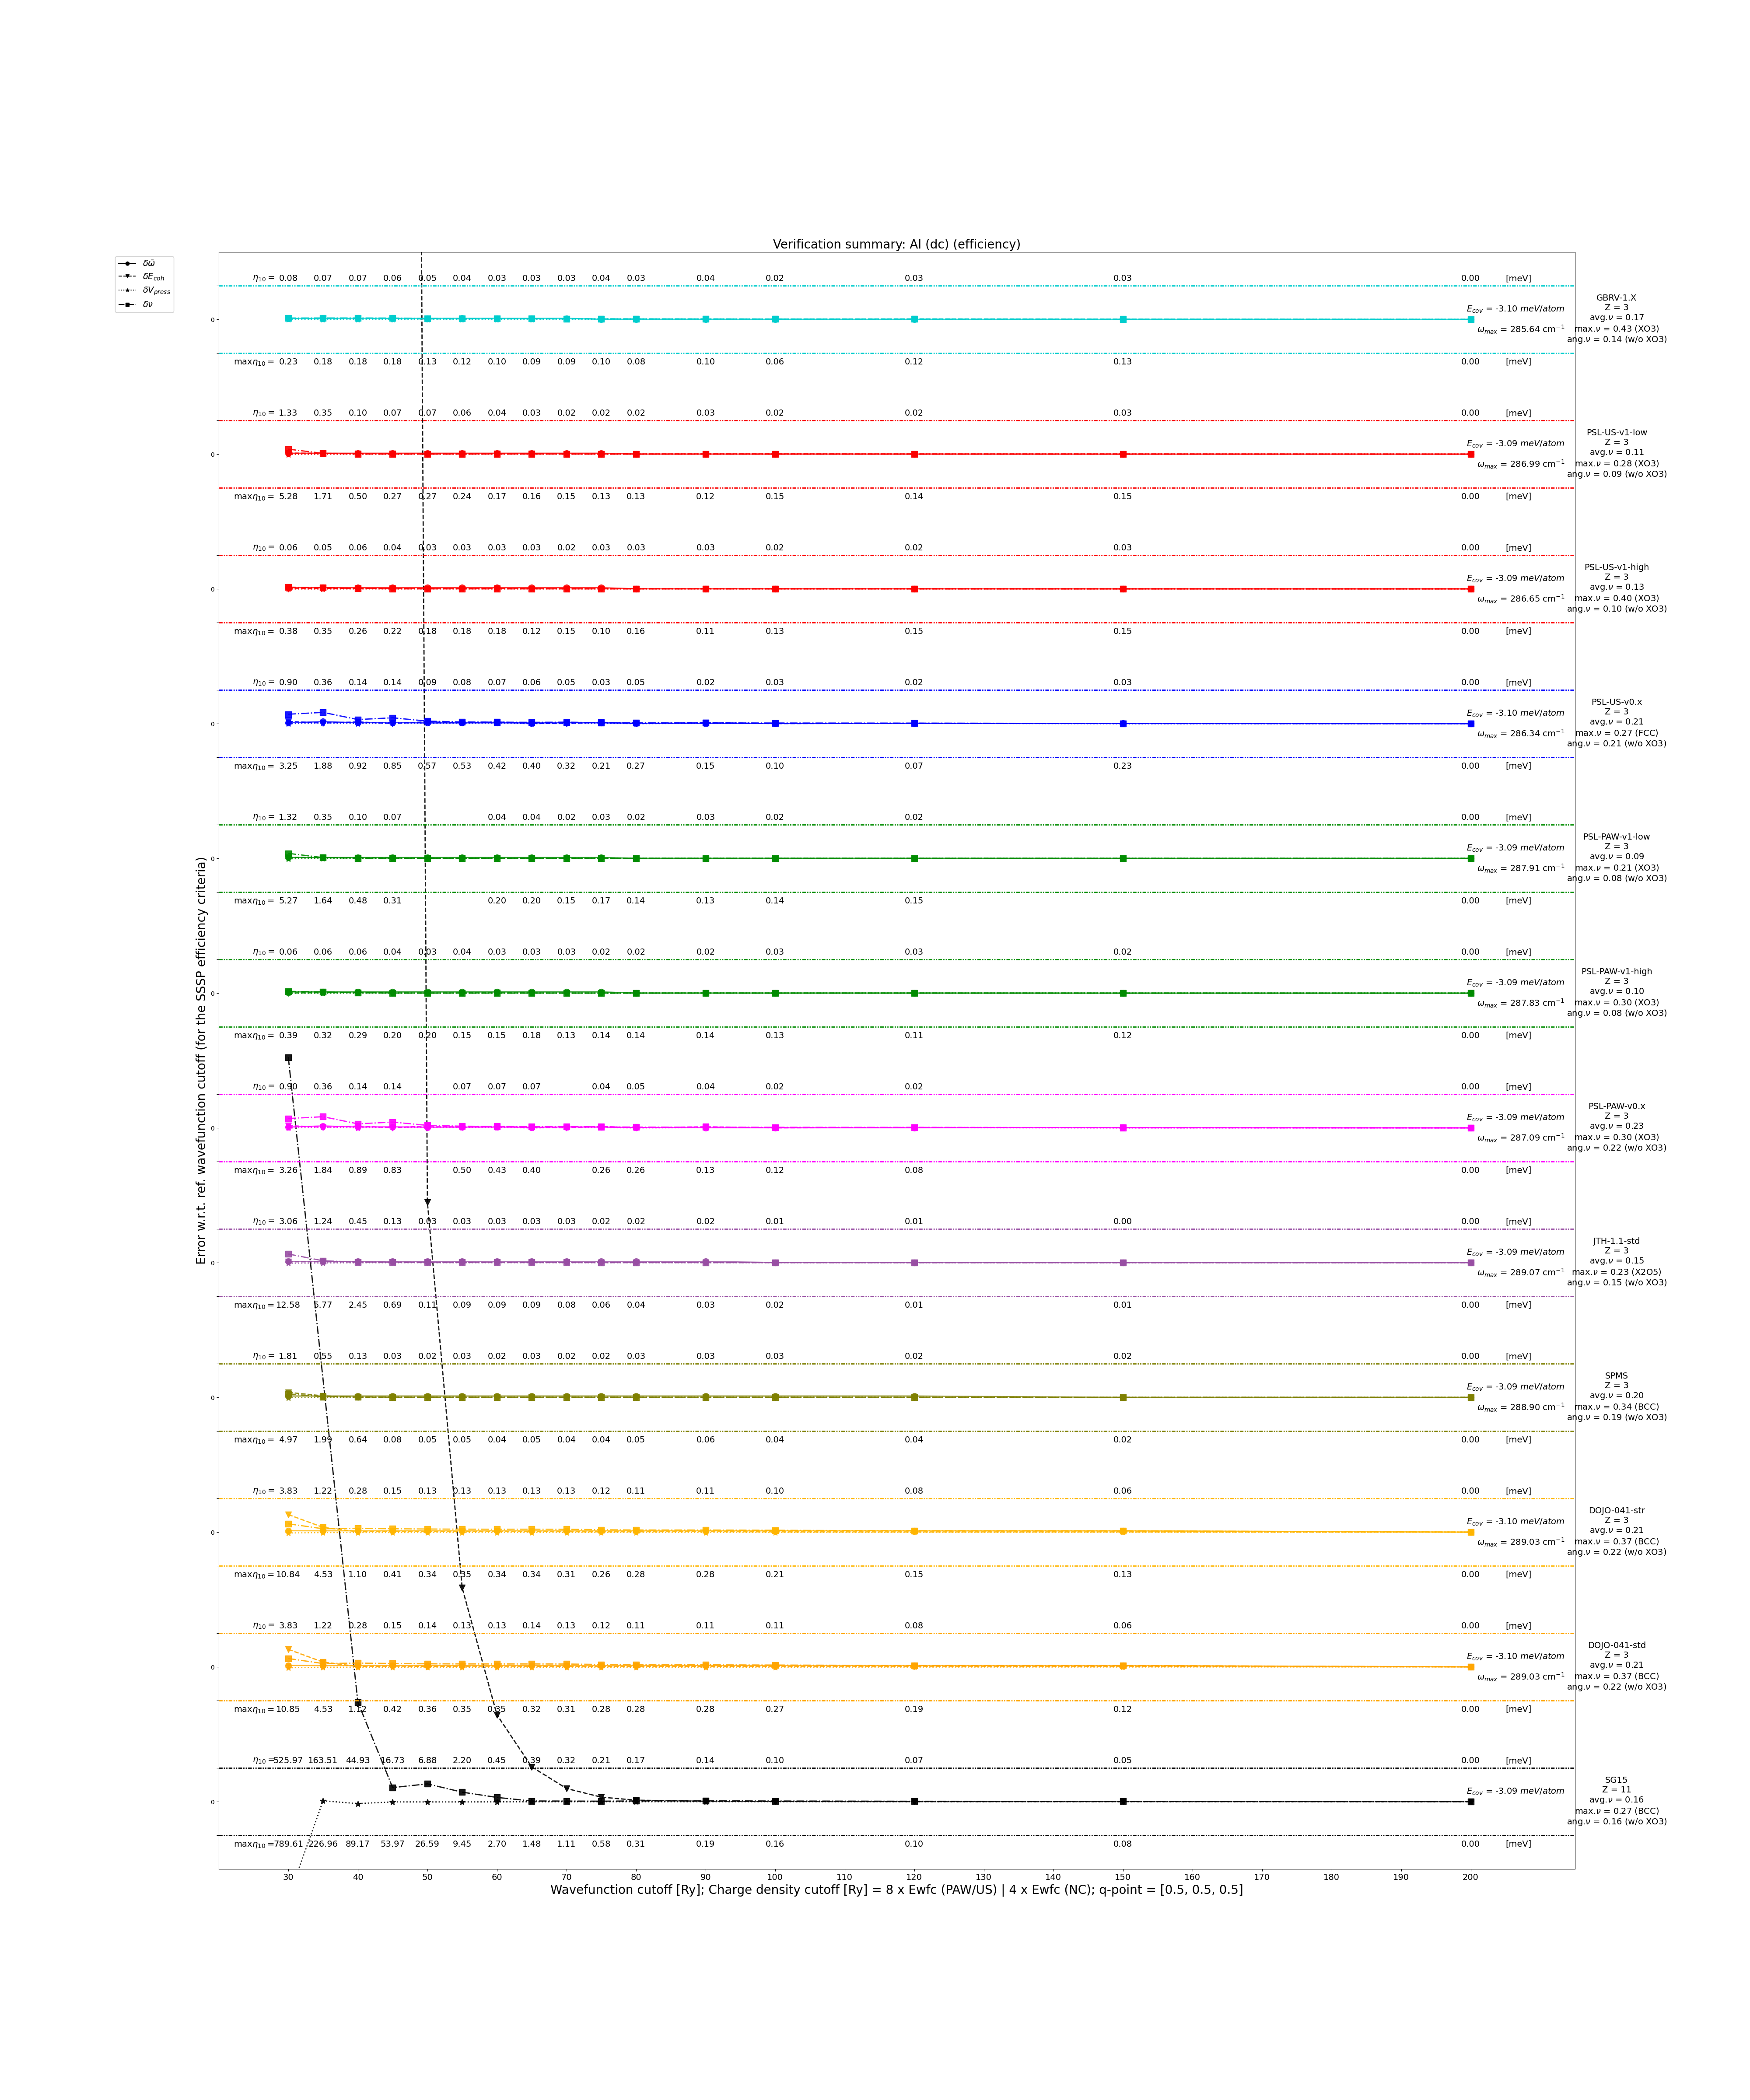 Verification summary: Al (dc) (efficiency)
δω̄
δE_coh
δV_press
δν
Error w.r.t. ref. wavefunction cutoff (for the SSSP efficiency criteria)
η₁₀ = 0.08 0.07 0.07 0.06 0.05 0.04 0.03 0.03 0.03 0.04 0.03 0.04 0.02 0.03 0.03 0.00 [meV]
0
E_cov = -3.10 meV/atom
ω_max = 285.64 cm⁻¹
GBRV-1.X
Z = 3
avg.ν = 0.17
max.ν = 0.43 (XO3)
ang.ν = 0.14 (w/o XO3)
maxη₁₀ = 0.23 0.18 0.18 0.18 0.13 0.12 0.10 0.09 0.09 0.10 0.08 0.10 0.06 0.12 0.13 0.00 [meV]
η₁₀ = 1.33 0.35 0.10 0.07 0.07 0.06 0.04 0.03 0.02 0.02 0.02 0.03 0.02 0.02 0.03 0.00 [meV]
0
E_cov = -3.09 meV/atom
ω_max = 286.99 cm⁻¹
PSL-US-v1-low
Z = 3
avg.ν = 0.11
max.ν = 0.28 (XO3)
ang.ν = 0.09 (w/o XO3)
maxη₁₀ = 5.28 1.71 0.50 0.27 0.27 0.24 0.17 0.16 0.15 0.13 0.13 0.12 0.15 0.14 0.15 0.00 [meV]
η₁₀ = 0.06 0.05 0.06 0.04 0.03 0.03 0.03 0.03 0.02 0.03 0.03 0.03 0.02 0.02 0.03 0.00 [meV]
0
E_cov = -3.09 meV/atom
ω_max = 286.65 cm⁻¹
PSL-US-v1-high
Z = 3
avg.ν = 0.13
max.ν = 0.40 (XO3)
ang.ν = 0.10 (w/o XO3)
maxη₁₀ = 0.38 0.35 0.26 0.22 0.18 0.18 0.18 0.12 0.15 0.10 0.16 0.11 0.13 0.15 0.15 0.00 [meV]
η₁₀ = 0.90 0.36 0.14 0.14 0.09 0.08 0.07 0.06 0.05 0.03 0.05 0.02 0.03 0.02 0.03 0.00 [meV]
0
E_cov = -3.10 meV/atom
ω_max = 286.34 cm⁻¹
PSL-US-v0.x
Z = 3
avg.ν = 0.21
max.ν = 0.27 (FCC)
ang.ν = 0.21 (w/o XO3)
maxη₁₀ = 3.25 1.88 0.92 0.85 0.57 0.53 0.42 0.40 0.32 0.21 0.27 0.15 0.10 0.07 0.23 0.00 [meV]
η₁₀ = 1.32 0.35 0.10 0.07 0.04 0.04 0.02 0.03 0.02 0.03 0.02 0.02 0.00 [meV]
0
E_cov = -3.09 meV/atom
ω_max = 287.91 cm⁻¹
PSL-PAW-v1-low
Z = 3
avg.ν = 0.09
max.ν = 0.21 (XO3)
ang.ν = 0.08 (w/o XO3)
maxη₁₀ = 5.27 1.64 0.48 0.31 0.20 0.20 0.15 0.17 0.14 0.13 0.14 0.15 0.00 [meV]
η₁₀ = 0.06 0.06 0.06 0.04 0.03 0.04 0.03 0.03 0.03 0.02 0.02 0.02 0.03 0.03 0.02 0.00 [meV]
0
E_cov = -3.09 meV/atom
ω_max = 287.83 cm⁻¹
PSL-PAW-v1-high
Z = 3
avg.ν = 0.10
max.ν = 0.30 (XO3)
ang.ν = 0.08 (w/o XO3)
maxη₁₀ = 0.39 0.32 0.29 0.20 0.20 0.15 0.15 0.18 0.13 0.14 0.14 0.14 0.13 0.11 0.12 0.00 [meV]
η₁₀ = 0.90 0.36 0.14 0.14 0.07 0.07 0.07 0.04 0.05 0.04 0.02 0.02 0.00 [meV]
0
E_cov = -3.09 meV/atom
ω_max = 287.09 cm⁻¹
PSL-PAW-v0.x
Z = 3
avg.ν = 0.23
max.ν = 0.30 (XO3)
ang.ν = 0.22 (w/o XO3)
maxη₁₀ = 3.26 1.84 0.89 0.83 0.50 0.43 0.40 0.26 0.26 0.13 0.12 0.08 0.00 [meV]
η₁₀ = 3.06 1.24 0.45 0.13 0.03 0.03 0.03 0.03 0.03 0.02 0.02 0.02 0.01 0.01 0.00 0.00 [meV]
0
E_cov = -3.09 meV/atom
ω_max = 289.07 cm⁻¹
JTH-1.1-std
Z = 3
avg.ν = 0.15
max.ν = 0.23 (X2O5)
ang.ν = 0.15 (w/o XO3)
maxη₁₀ = 12.58 5.77 2.45 0.69 0.11 0.09 0.09 0.09 0.08 0.06 0.04 0.03 0.02 0.01 0.01 0.00 [meV]
η₁₀ = 1.81 0.55 0.13 0.03 0.02 0.03 0.02 0.02 0.02 0.02 0.03 0.03 0.03 0.02 0.02 0.00 [meV]
0
E_cov = -3.09 meV/atom
ω_max = 288.90 cm⁻¹
SPMS
Z = 3
avg.ν = 0.20
max.ν = 0.34 (BCC)
ang.ν = 0.19 (w/o XO3)
maxη₁₀ = 4.97 1.99 0.64 0.08 0.05 0.05 0.04 0.05 0.04 0.04 0.05 0.06 0.04 0.04 0.02 0.00 [meV]
η₁₀ = 3.83 1.22 0.28 0.15 0.13 0.13 0.13 0.13 0.13 0.12 0.11 0.11 0.10 0.08 0.06 0.00 [meV]
0
E_cov = -3.10 meV/atom
ω_max = 289.03 cm⁻¹
DOJO-041-str
Z = 3
avg.ν = 0.21
max.ν = 0.37 (BCC)
ang.ν = 0.22 (w/o XO3)
maxη₁₀ = 10.84 4.53 1.10 0.41 0.34 0.35 0.34 0.34 0.31 0.26 0.28 0.28 0.21 0.15 0.13 0.00 [meV]
η₁₀ = 3.83 1.22 0.28 0.15 0.14 0.13 0.13 0.14 0.13 0.12 0.11 0.11 0.11 0.08 0.06 0.00 [meV]
0
E_cov = -3.10 meV/atom
ω_max = 289.03 cm⁻¹
DOJO-041-std
Z = 3
avg.ν = 0.21
max.ν = 0.37 (BCC)
ang.ν = 0.22 (w/o XO3)
maxη₁₀ = 10.85 4.53 1.12 0.42 0.36 0.35 0.35 0.32 0.31 0.28 0.28 0.28 0.27 0.19 0.12 0.00 [meV]
η₁₀ = 525.97 163.51 44.93 16.73 6.88 2.20 0.45 0.39 0.32 0.21 0.17 0.14 0.10 0.07 0.05 0.00 [meV]
0
E_cov = -3.09 meV/atom
SG15
Z = 11
avg.ν = 0.16
max.ν = 0.27 (BCC)
ang.ν = 0.16 (w/o XO3)
maxη₁₀ = 789.61 226.96 89.17 53.97 26.59 9.45 2.70 1.48 1.11 0.58 0.31 0.19 0.16 0.10 0.08 0.00 [meV]
30 40 50 60 70 80 90 100 110 120 130 140 150 160 170 180 190 200
Wavefunction cutoff [Ry]; Charge density cutoff [Ry] = 8 x Ewfc (PAW/US) | 4 x Ewfc (NC); q-point = [0.5, 0.5, 0.5]